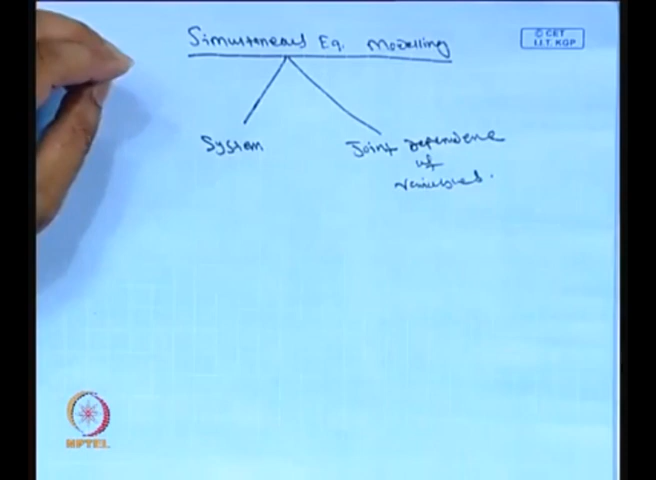 Simultaneous Eq. Modelling
© CET
I.I.T. KGP
System
Joint Dependence
of
variables.
NPTEL